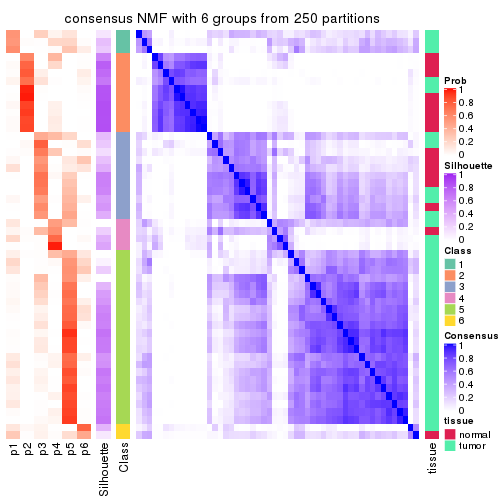 consensus NMF with 6 groups from 250 partitions
Prob
1
0.8
0.6
0.4
0.2
0
Silhouette
1
0.8
0.6
0.4
0.2
0
Class
1
2
3
4
5
6
Consensus
1
0.8
0.6
0.4
0.2
0
tissue
normal
tumor
p1
p2
p3
p4
p5
p6
Silhouette
Class
tissue